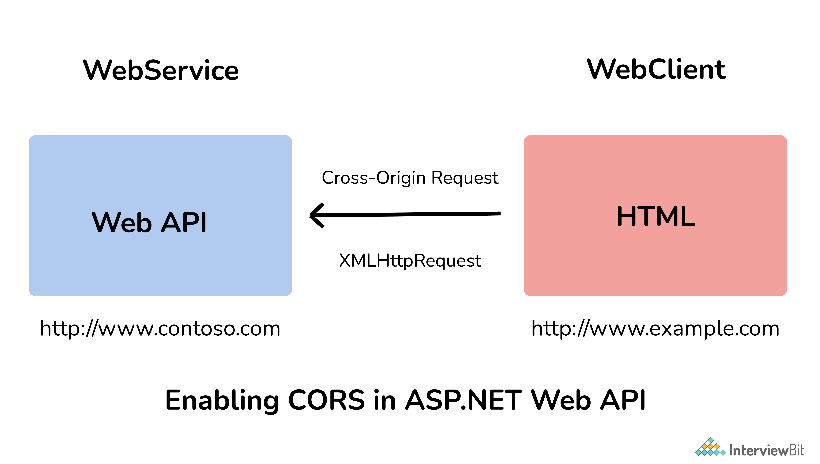 WebService
WebClient
Web API
Cross-Origin Request
XMLHttpRequest
HTML
http://www.contoso.com
http://www.example.com
Enabling CORS in ASP.NET Web API
InterviewBit